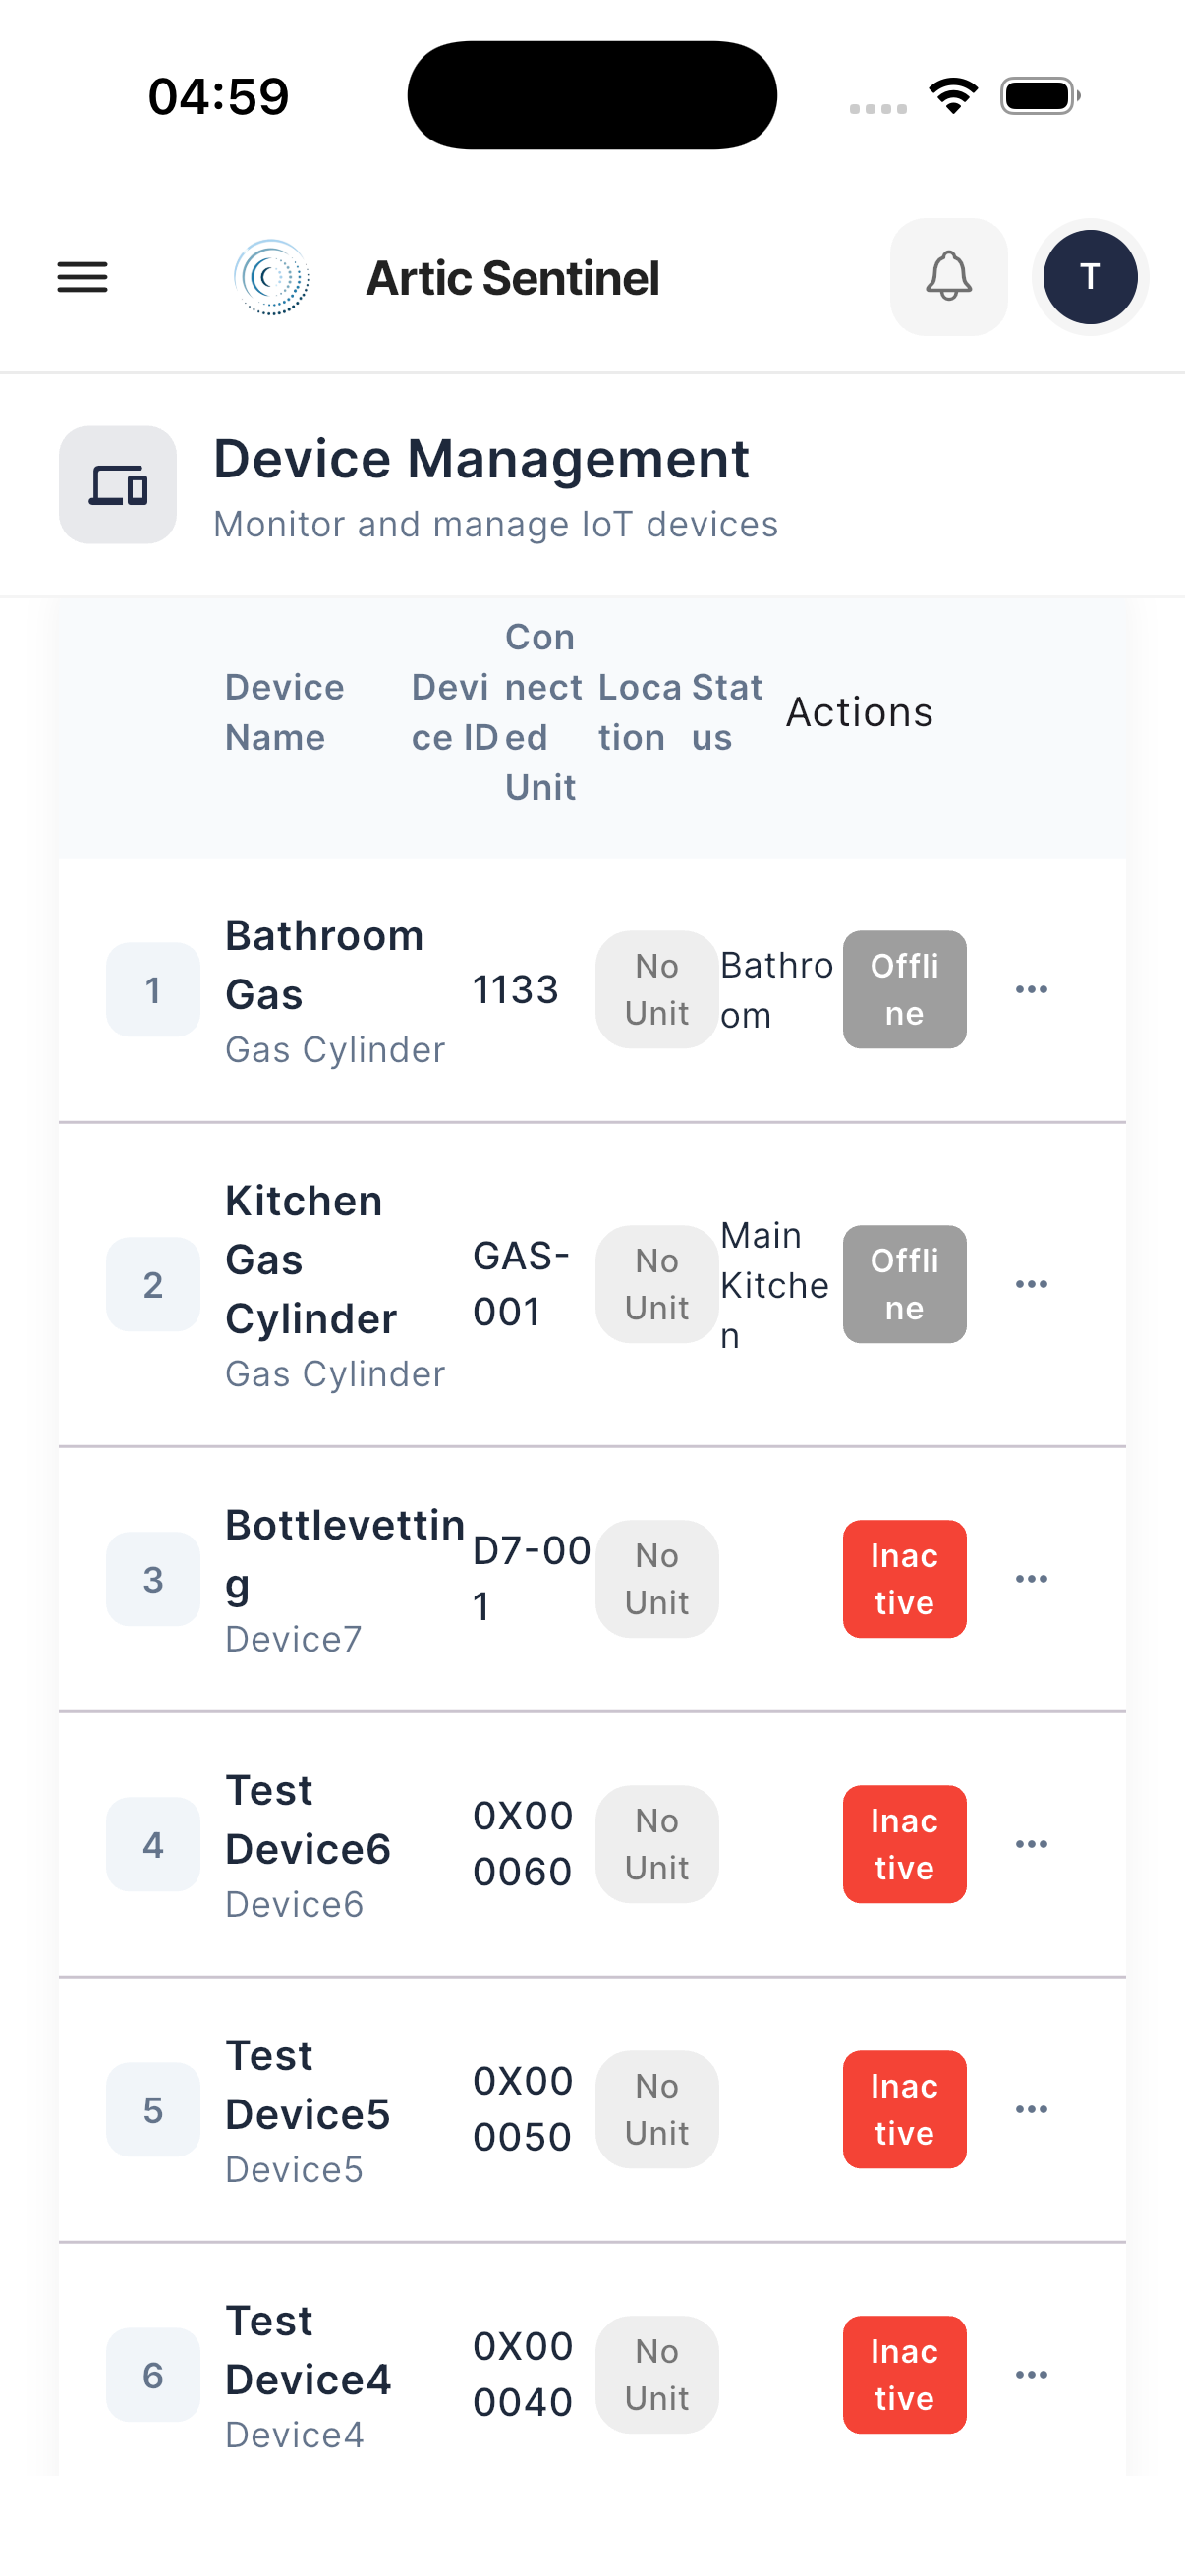 04:59
Artic Sentinel
T
Device Management
Monitor and manage IoT devices
Device
Name
Devi
ce ID
Con
nect
ed
Unit
Loca
tion
Stat
us
Actions
1
Bathroom
Gas
Gas Cylinder
1133
No
Unit
Bathro
om
Offli
ne
2
Kitchen
Gas
Cylinder
Gas Cylinder
GAS-
001
No
Unit
Main
Kitche
n
Offli
ne
3
Bottlevettin
g
Device7
D7-00
1
No
Unit
Inac
tive
4
Test
Device6
Device6
0X00
0060
No
Unit
Inac
tive
5
Test
Device5
Device5
0X00
0050
No
Unit
Inac
tive
6
Test
Device4
Device4
0X00
0040
No
Unit
Inac
tive